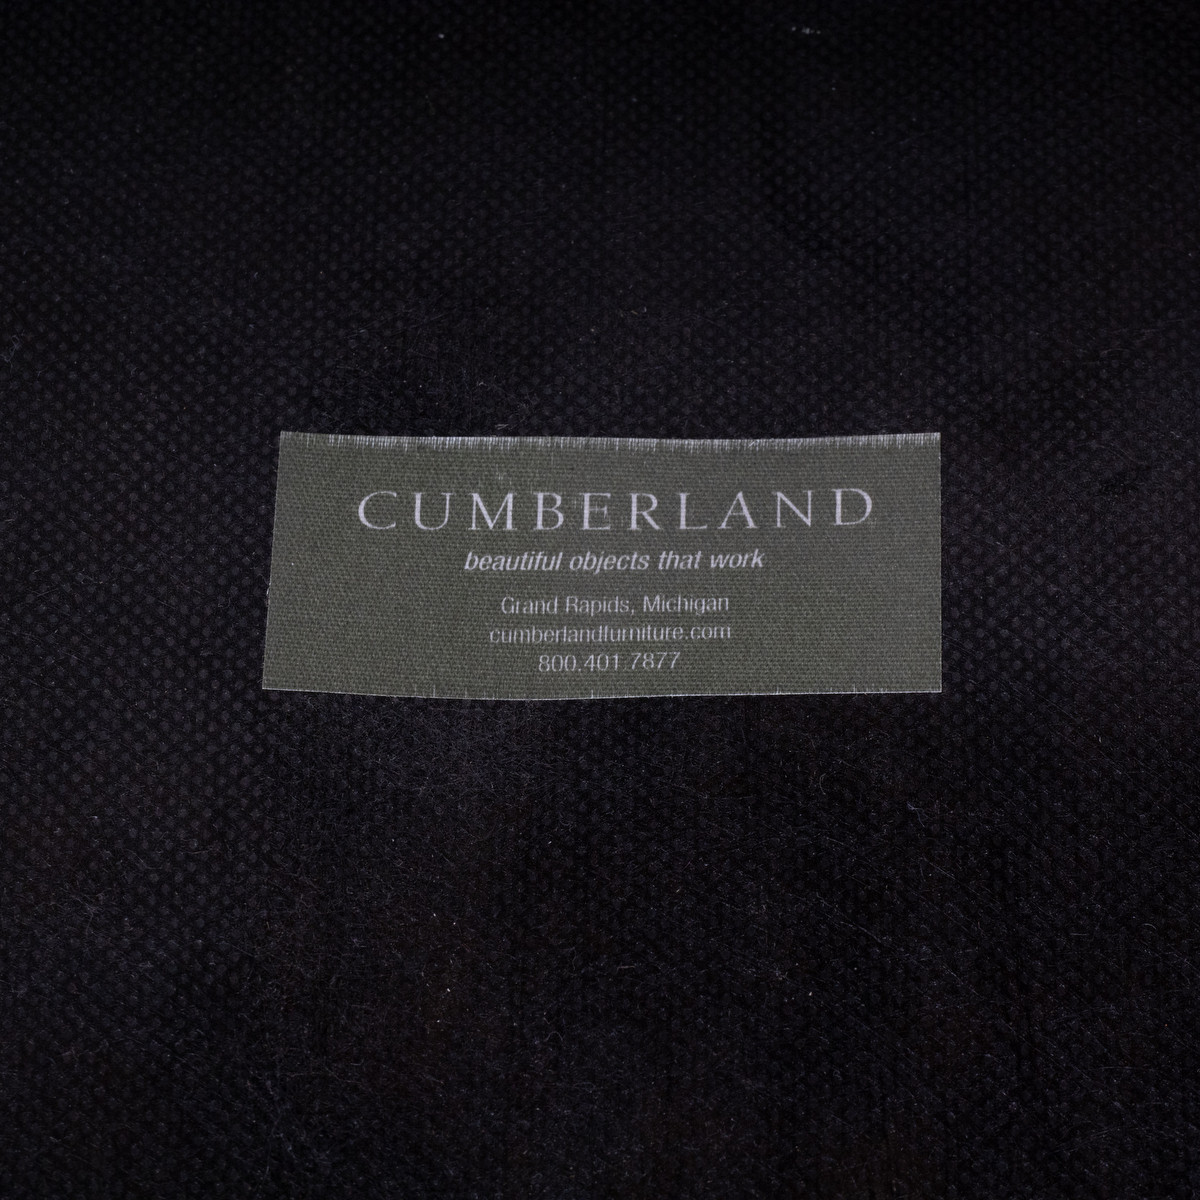 CUMBERLAND
beautiful objects that work
Grand Rapids, Michigan
cumberlandfurniture.com
800.401.7877